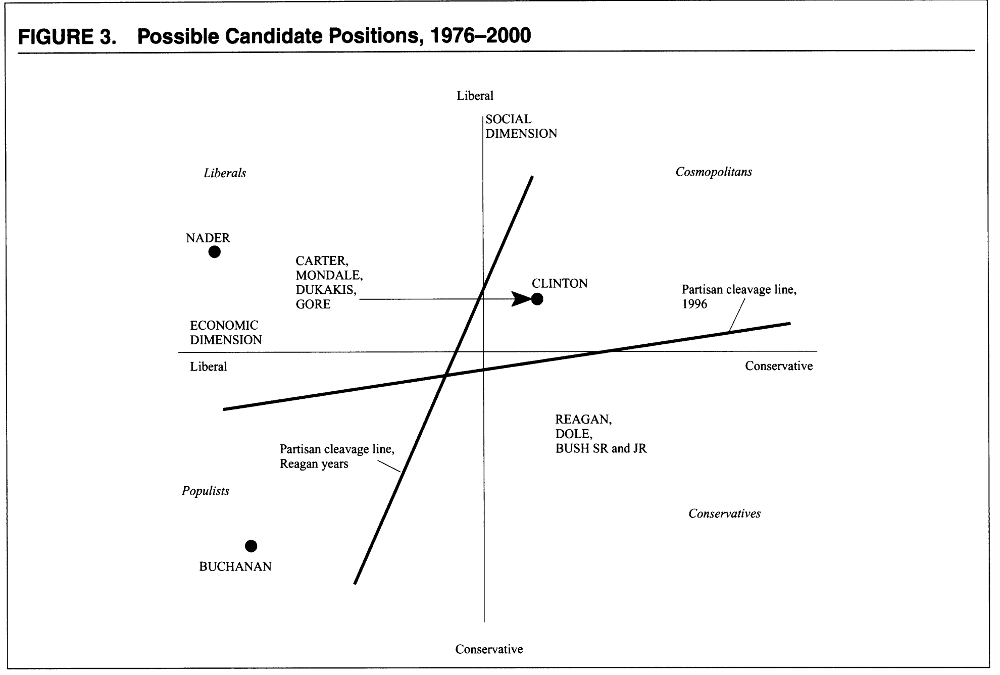 FIGURE 3. Possible Candidate Positions, 1976–2000
Liberal
SOCIAL
DIMENSION
Liberals
Cosmopolitans
NADER
CARTER,
MONDALE,
DUKAKIS,
GORE
CLINTON
Partisan cleavage line,
1996
ECONOMIC
DIMENSION
Liberal
Conservative
REAGAN,
DOLE,
BUSH SR and JR
Partisan cleavage line,
Reagan years
Populists
Conservatives
BUCHANAN
Conservative